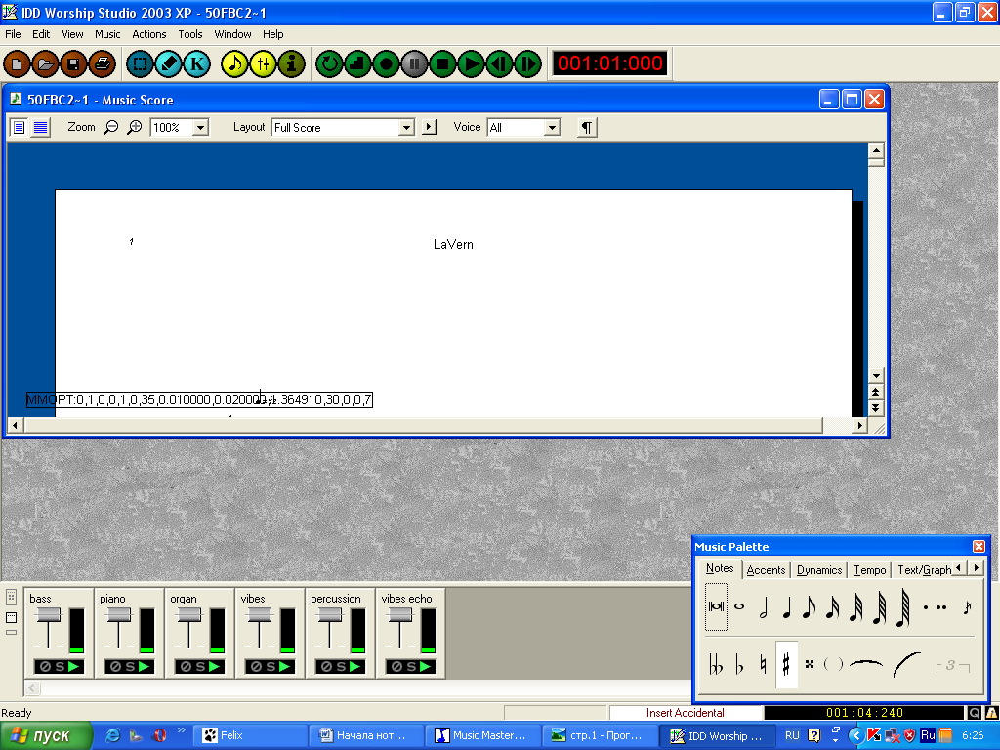 IDD Worship Studio 2003 XP - 50FBC2~1
File Edit View Music Actions Tools Window Help
K
001:01:000
50FBC2~1 - Music Score
Zoom 100% Layout Full Score Voice All ¶
1 LaVern
MMOPT:0,1,0,0,1,0,35,0.010000,0.020000,1.364910,30,0,0,7
Music Palette
Notes Accents Dynamics Tempo Text/Graph
3
bass piano organ vibes percussion vibes echo
S S S S S S
Ready Insert Accidental 001:04:240 Q
пуск Felix Начала нот... Music Master... стр.1 - Прог... IDD Worship ... RU Ru 6:26